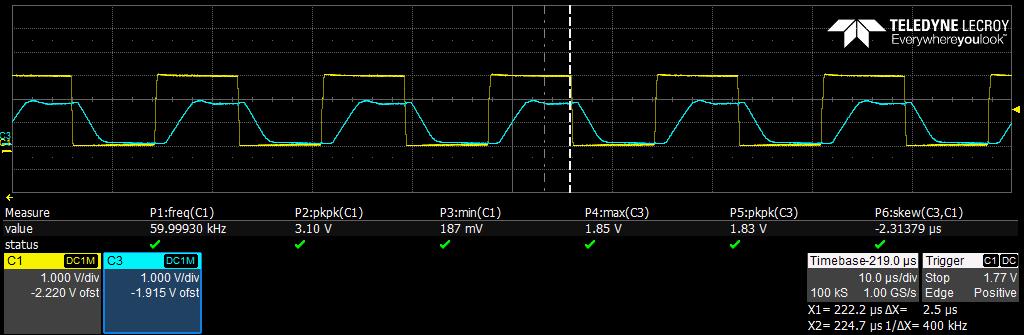 TELEDYNE LECROY
Everywhereyoulook™
Measure P1:freq(C1) P2:pkpk(C1) P3:min(C1) P4:max(C3) P5:pkpk(C3) P6:skew(C3,C1)
value 59.99930 kHz 3.10 V 187 mV 1.85 V 1.83 V -2.31379 µs
status
C1 DC1M C3 DC1M Timebase -219.0 µs Trigger C1 DC
1.000 V/div 1.000 V/div 10.0 µs/div Stop 1.77 V
-2.220 V ofst -1.915 V ofst 100 kS 1.00 GS/s Edge Positive
X1= 222.2 µs ΔX= 2.5 µs
X2= 224.7 µs 1/ΔX= 400 kHz